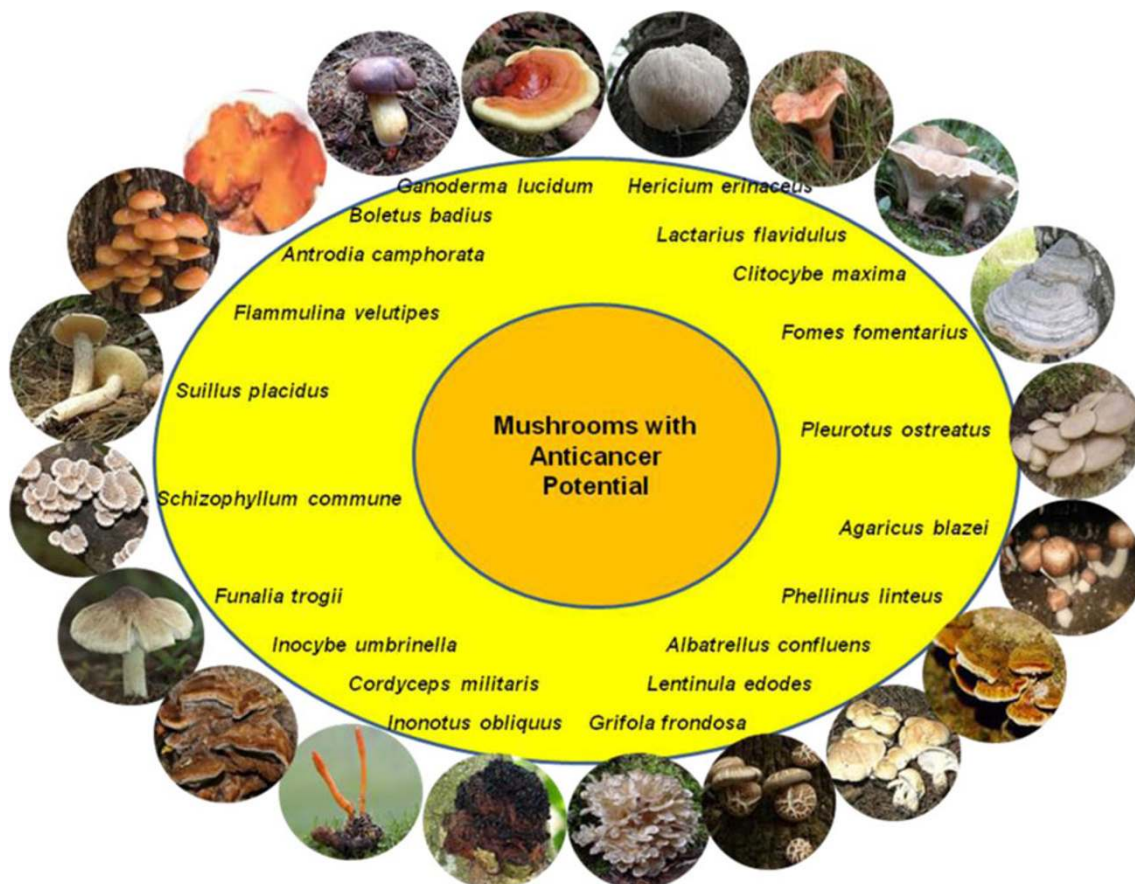 Ganoderma lucidum
Hericium erinaceus
Boletus badius
Lactarius flavidulus
Antrodia camphorata
Clitocybe maxima
Flammulina velutipes
Fomes fomentarius
Suillus placidus
Mushrooms with
Anticancer
Potential
Pleurotus ostreatus
Schizophyllum commune
Agaricus blazei
Funalia trogii
Phellinus linteus
Inocybe umbrinella
Albatrellus confluens
Cordyceps militaris
Lentinula edodes
Inonotus obliquus
Grifola frondosa